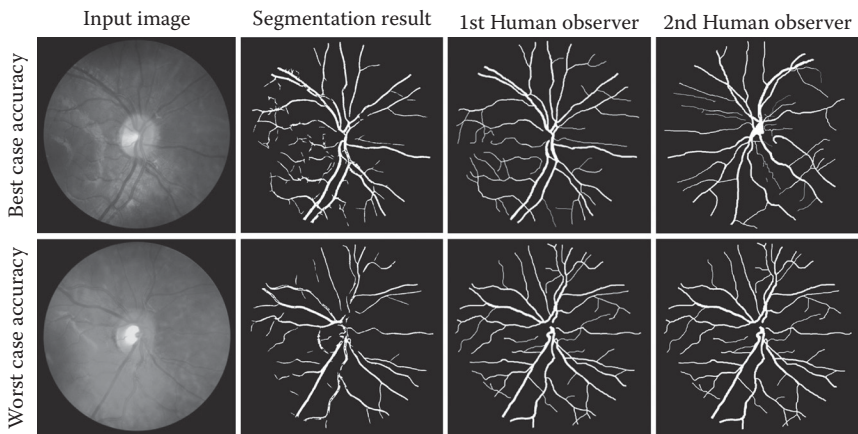 Input image
Segmentation result
1st Human observer
2nd Human observer
Best case accuracy
Worst case accuracy